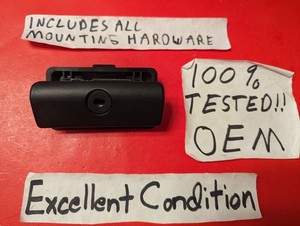 INCLUDES ALL
MOUNTING HARDWARE
100%
TESTED!!
OEM
Excellent Condition